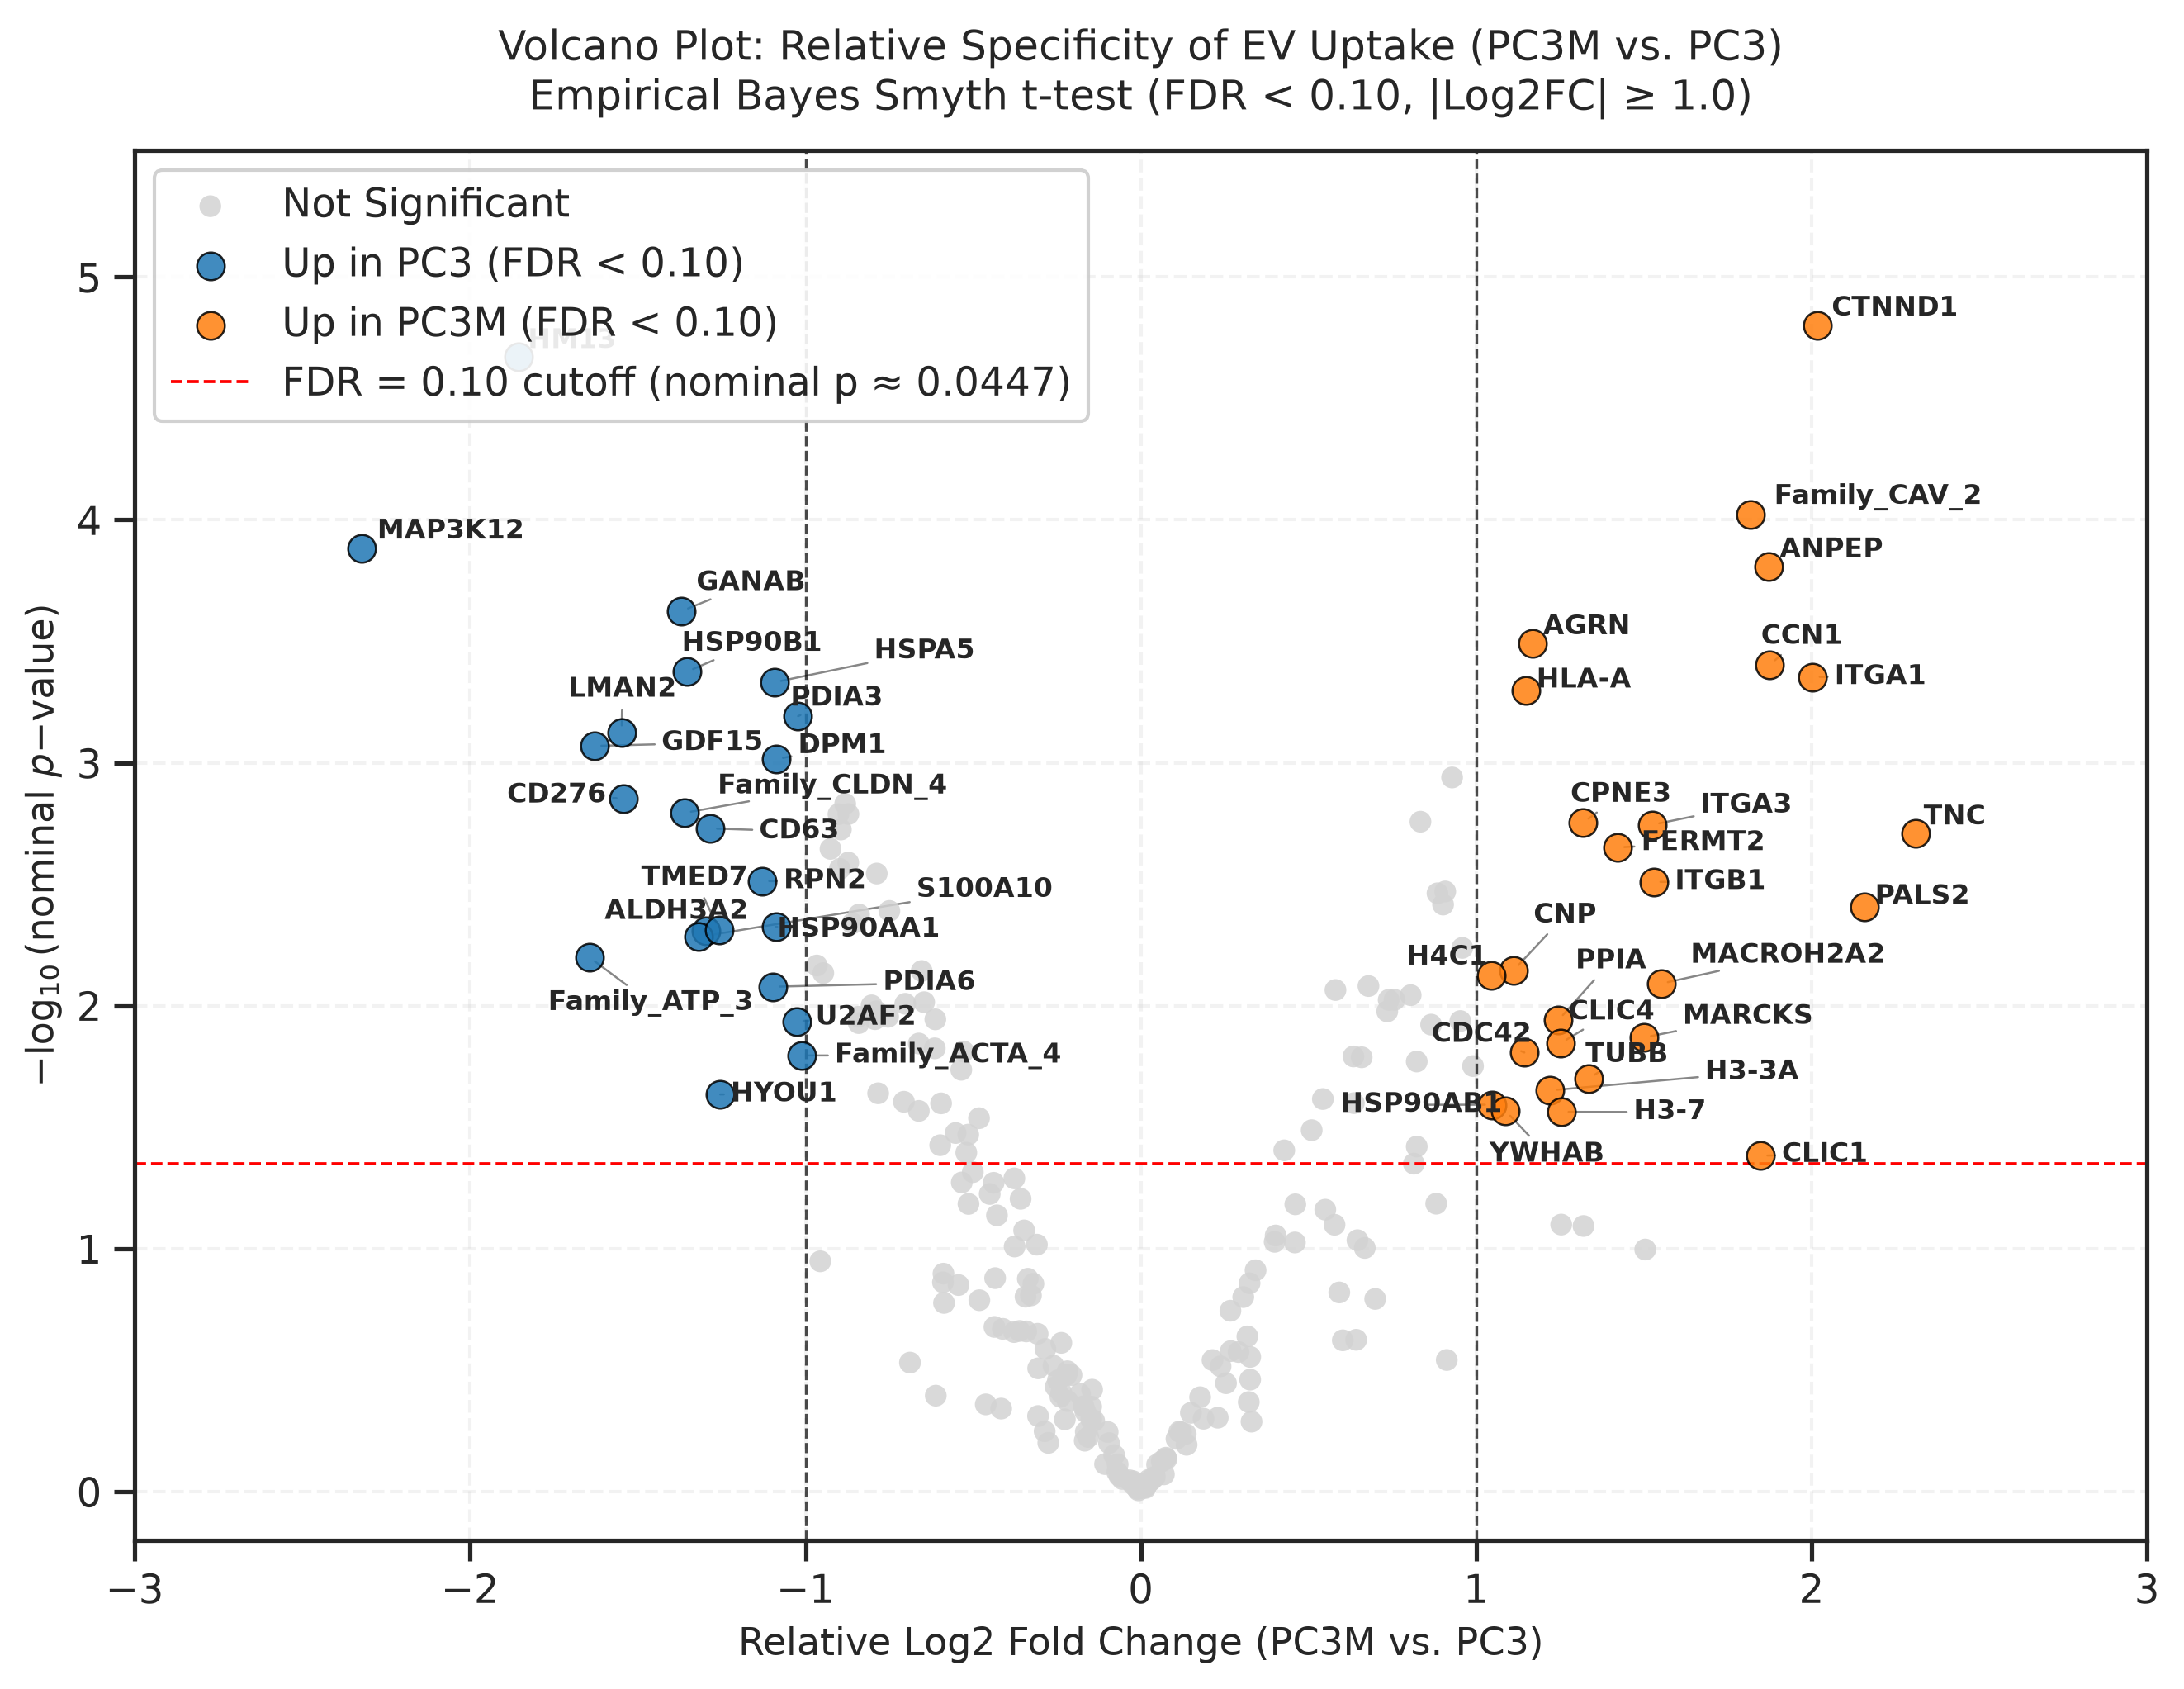 Volcano Plot: Relative Specificity of EV Uptake (PC3M vs. PC3)
Empirical Bayes Smyth t-test (FDR < 0.10, |Log2FC| ≥ 1.0)
Not Significant
Up in PC3 (FDR < 0.10)
Up in PC3M (FDR < 0.10)
FDR = 0.10 cutoff (nominal p ≈ 0.0447)
HM13
CTNND1
Family_CAV_2
MAP3K12
ANPEP
GANAB
AGRN
HSP90B1
HSPA5
CCN1
LMAN2
PDIA3
HLA-A
ITGA1
GDF15
DPM1
CD276
Family_CLDN_4
CPNE3
ITGA3
TNC
CD63
FERMT2
TMED7
RPN2
S100A10
ITGB1
PALS2
ALDH3A2
HSP90AA1
CNP
H4C1
PPIA
MACROH2A2
Family_ATP_3
PDIA6
U2AF2
CLIC4
MARCKS
CDC42
Family_ACTA_4
TUBB
H3-3A
HYOU1
HSP90AB1
H3-7
YWHAB
CLIC1
5
4
3
2
1
0
−log₁₀ (nominal p−value)
−3
−2
−1
0
1
2
3
Relative Log2 Fold Change (PC3M vs. PC3)